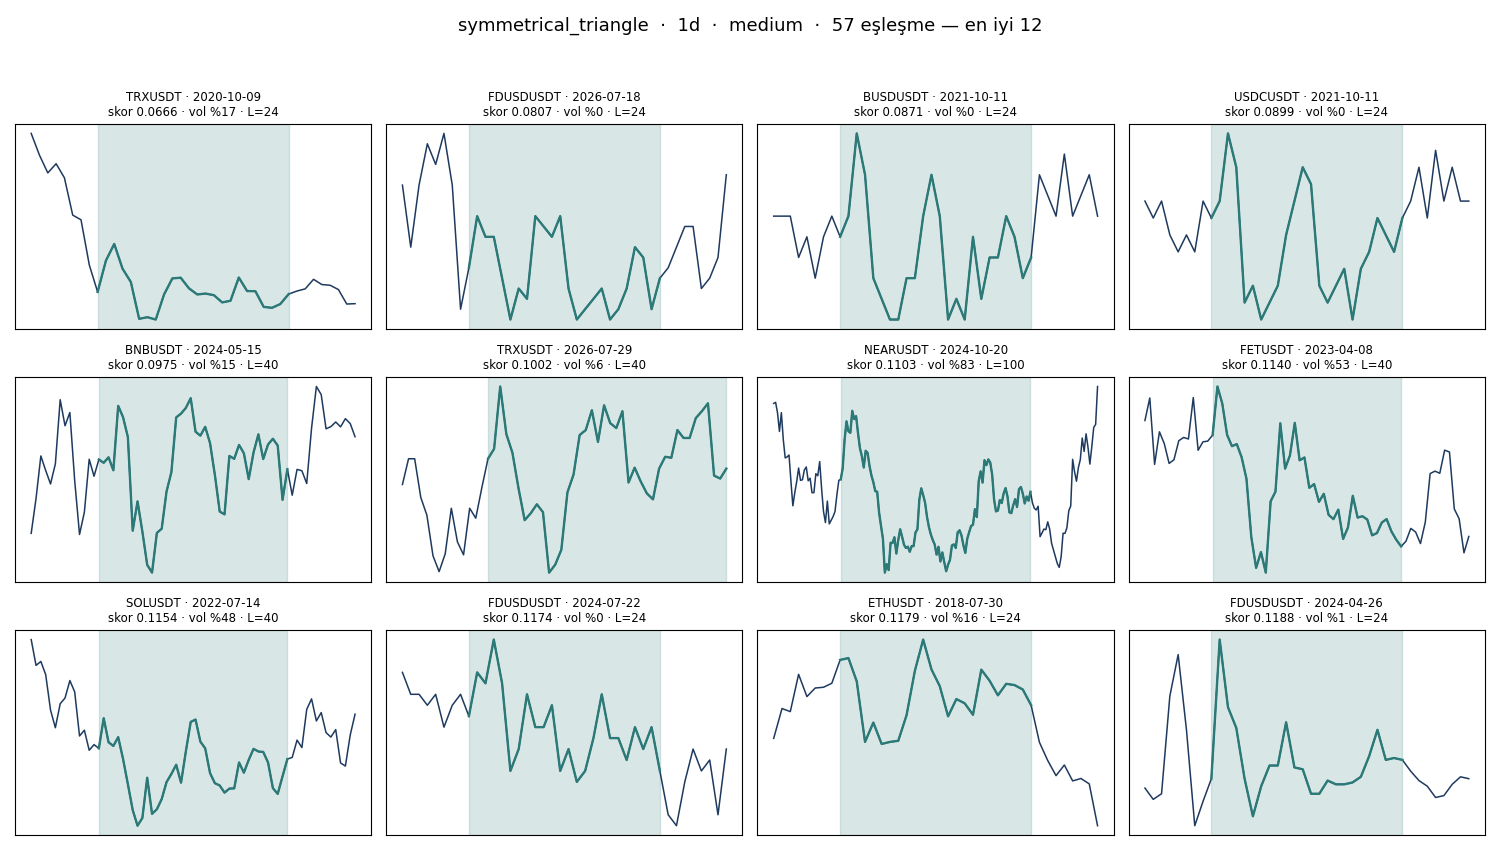 symmetrical_triangle · 1d · medium · 57 eşleşme — en iyi 12
TRXUSDT · 2020-10-09
skor 0.0666 · vol %17 · L=24
FDUSDUSDT · 2026-07-18
skor 0.0807 · vol %0 · L=24
BUSDUSDT · 2021-10-11
skor 0.0871 · vol %0 · L=24
USDCUSDT · 2021-10-11
skor 0.0899 · vol %0 · L=24
BNBUSDT · 2024-05-15
skor 0.0975 · vol %15 · L=40
TRXUSDT · 2026-07-29
skor 0.1002 · vol %6 · L=40
NEARUSDT · 2024-10-20
skor 0.1103 · vol %83 · L=100
FETUSDT · 2023-04-08
skor 0.1140 · vol %53 · L=40
SOLUSDT · 2022-07-14
skor 0.1154 · vol %48 · L=40
FDUSDUSDT · 2024-07-22
skor 0.1174 · vol %0 · L=24
ETHUSDT · 2018-07-30
skor 0.1179 · vol %16 · L=24
FDUSDUSDT · 2024-04-26
skor 0.1188 · vol %1 · L=24